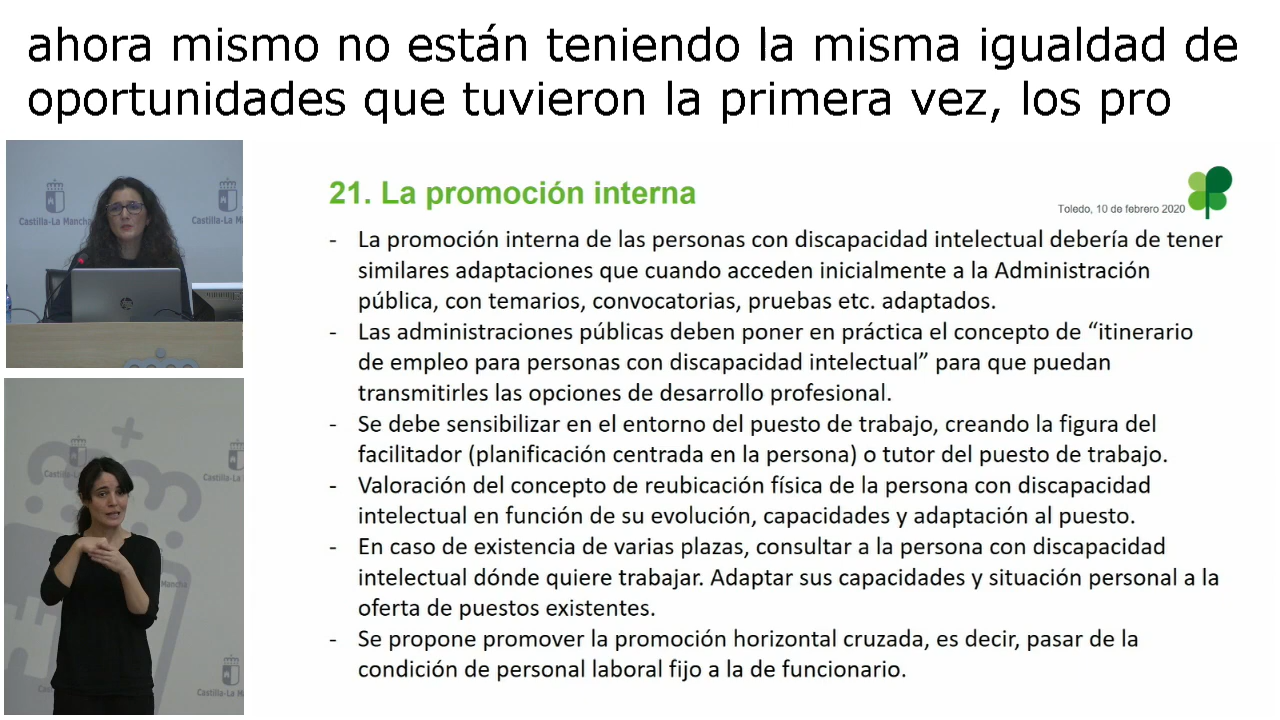 ahora mismo no están teniendo la misma igualdad de
oportunidades que tuvieron la primera vez, los pro
Castilla-La Mancha
Castilla-La M
21. La promoción interna
Toledo, 10 de febrero 2020
- La promoción interna de las personas con discapacidad intelectual debería de tener
similares adaptaciones que cuando acceden inicialmente a la Administración
pública, con temarios, convocatorias, pruebas etc. adaptados.
- Las administraciones públicas deben poner en práctica el concepto de “itinerario
de empleo para personas con discapacidad intelectual” para que puedan
transmitirles las opciones de desarrollo profesional.
- Se debe sensibilizar en el entorno del puesto de trabajo, creando la figura del
facilitador (planificación centrada en la persona) o tutor del puesto de trabajo.
- Valoración del concepto de reubicación física de la persona con discapacidad
intelectual en función de su evolución, capacidades y adaptación al puesto.
- En caso de existencia de varias plazas, consultar a la persona con discapacidad
intelectual dónde quiere trabajar. Adaptar sus capacidades y situación personal a la
oferta de puestos existentes.
- Se propone promover la promoción horizontal cruzada, es decir, pasar de la
condición de personal laboral fijo a la de funcionario.
Castilla-La M
Mancha
Castilla-La M